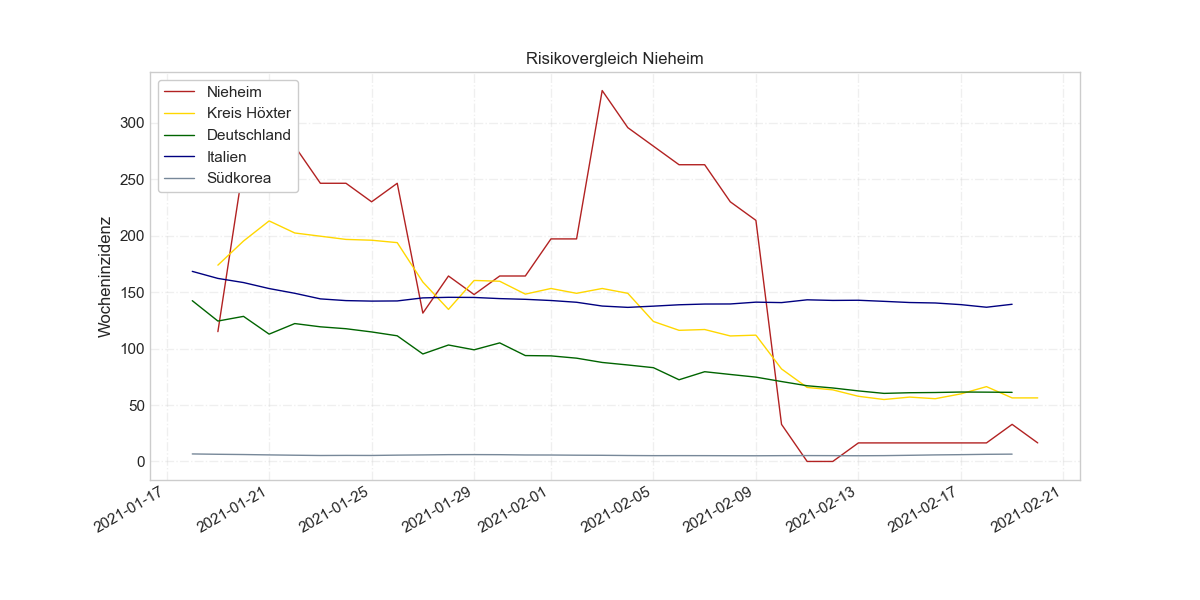 Risikovergleich Nieheim
Nieheim
Kreis Höxter
Deutschland
Italien
Südkorea
Wocheninzidenz
300
250
200
150
100
50
0
2021-01-17
2021-01-21
2021-01-25
2021-01-29
2021-02-01
2021-02-05
2021-02-09
2021-02-13
2021-02-17
2021-02-21